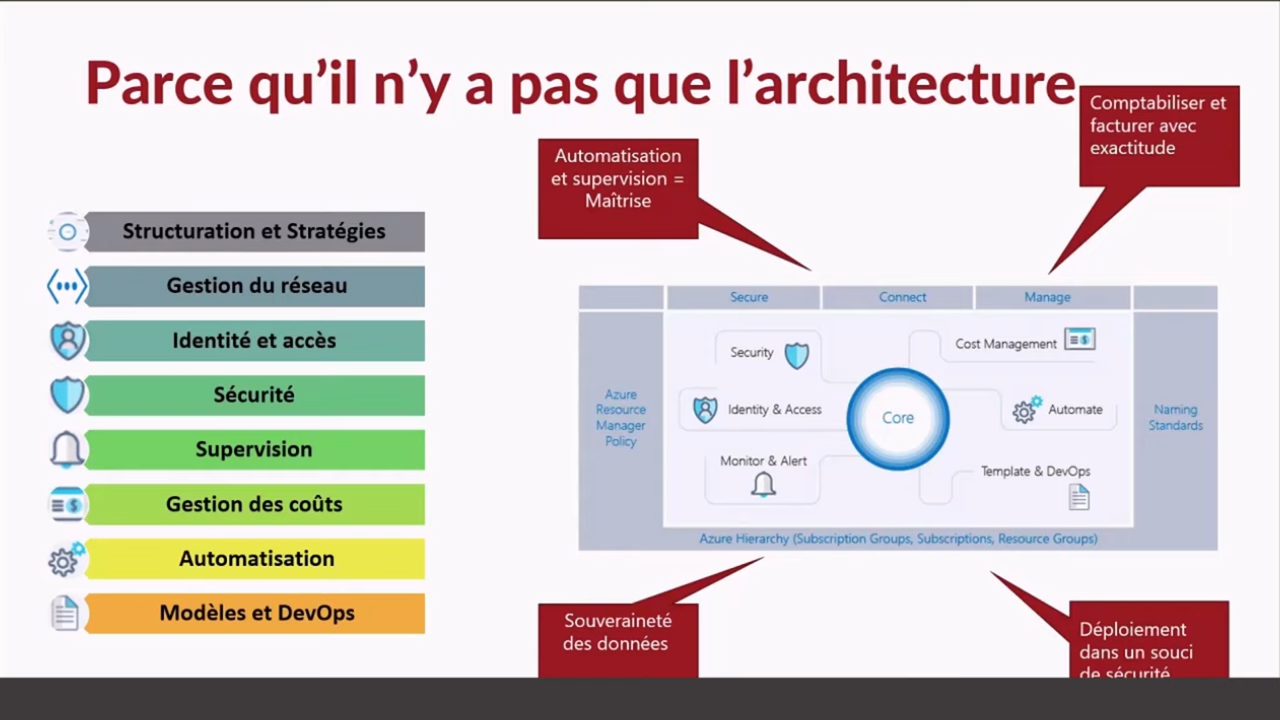 Parce qu’il n’y a pas que l’architecture
Comptabiliser et
facturer avec
exactitude
Automatisation
et supervision =
Maîtrise
Structuration et Stratégies
Gestion du réseau
Identité et accès
Sécurité
Supervision
Gestion des coûts
Automatisation
Modèles et DevOps
Secure
Connect
Manage
Azure
Resource
Manager
Policy
Security
Identity & Access
Monitor & Alert
Core
Cost Management
Automate
Template & DevOps
Naming
Standards
Azure Hierarchy (Subscription Groups, Subscriptions, Resource Groups)
Souveraineté
des données
Déploiement
dans un souci
de sécurité